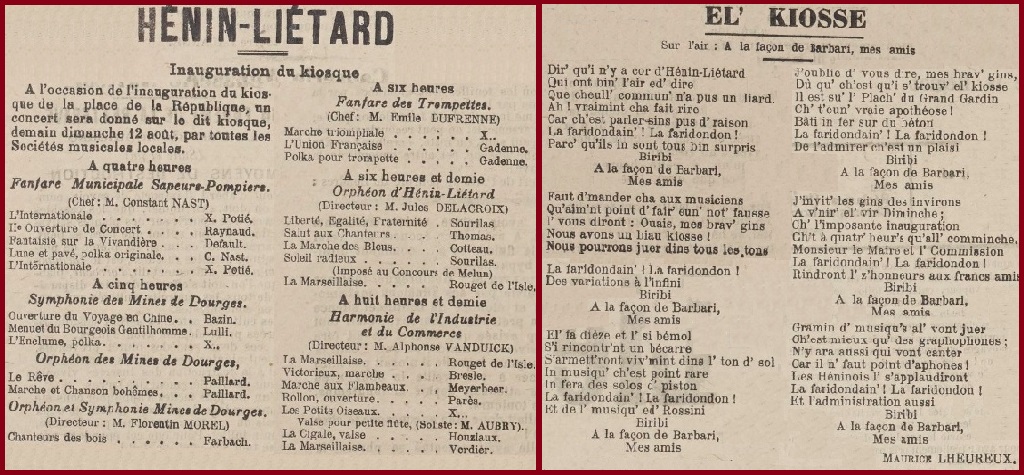 HÉNIN-LIÉTARD
Inauguration du kiosque
A l'occasion de l'inauguration du kios-
que de la place de la République, un
concert sera donné sur le dit kiosque,
demain dimanche 12 août, par toutes les
Sociétés musicales locales.
A quatre heures
Fanfare Municipale Sapeurs-Pompiers.
(Chef : M. Constant NAST)
L'Internationale . . . . . . . X. Potié.
IIe Ouverture de Concert . . . . Raynaud.
Fantaisie sur la Vivandière . . Default.
Lune et pavé, polka originale. . C. Nast.
L'Internationale . . . . . . . X. Potié.
A cinq heures
Symphonie des Mines de Dourges.
Ouverture du Voyage en Chine. . Bazin.
Menuet du Bourgeois Gentilhomme. Lulli.
L'Enclume, polka. . . . . . . X..
Orphéon des Mines de Dourges,
Le Rêve . . . . . . . . . . Paillard.
Marche et Chanson bohêmes. . . Paillard.
Orphéon et Symphonie Mines de Dourges.
(Directeur : M. Florentin MOREL)
Chanteurs des bois . . . . . . Farbach.
A six heures
Fanfare des Trompettes.
(Chef : M. Emile DUFRENNE)
Marche triomphale . . . . . . X..
L'Union Française . . . . . Gadenne.
Polka pour trompette . . . . Gadenne.
A six heures et demie
Orphéon d'Hénin-Liétard
(Directeur : M. Jules DELACROIX)
Liberté, Egalité, Fraternité . Sourilas.
Salut aux Chanteurs . . . . Thomas.
La Marche des Bleus. . . . . Cotteau.
Soleil radieux . . . . . . . Sourilas.
(Imposé au Concours de Melun)
La Marseillaise. . . . . . Rouget de l'Isle,
A huit heures et demie
Harmonie de l'Industrie
et du Commerce
(Directeur : M. Alphonse VANDUICK)
La Marseillaise. . . . . . Rouget de l'Isle,
Victorieux, marche . . . . Bresle.
Marche aux Flambeaux. . . . Meyerbeer.
Rollon, ouverture. . . . . . Parès.
Les Petits Oiseaux. . . . . X...
Valse pour petite flûte, (Soliste: M. AUBRY).
La Cigale, valse . . . . . . Houziaux.
La Marseillaise. . . . . . . Verdier.
EL' KIOSSE
Sur l'air : A la façon de Barbari, mes amis
Dir' qu'i n'y a cor d'Hénin-Liétard
Qui ont bin' l'air ed' dire
Que cheull' commun' n'a pus un liard.
Ah ! vraimint cha fait rire
Car ch'est parler sins pus d' raison
La faridondain' ! La faridondon !
Parc' qu'ils in sont tous bin surpris
Biribi
A la façon de Barbari,
Mes amis
Faut d'mander cha aux musiciens
Qu'aim'nt point d' fair' eun' not' fausse
I' vous diront : Ouais, mes brav' gins
Nous avons un biau kiosse !
Nous pourrons juer dins tous les tons
La faridondain' ! La faridondon !
Des variations à l'infini
Biribi
A la façon de Barbari,
Mes amis
El' fa dièze et l' si bémol
S'i rincontr'nt un bécarre
S'armett'ront viv'mint dins l' ton d' sol
In musiqu' ch'est point rare
In fera des solos d' piston
La faridondain' ! La faridondon !
Et de l' musiqu' ed' Rossini
Biribi
A la façon de Barbari,
Mes amis
J'oublie d' vous dire, mes brav' gins,
Dù qu' ch'est qu'i s' trouv' el' kiosse
Il est su' l' Plach' du Grand Gardin
Ch' t'eun' vraie apothéose !
Bâti in fer sur du béton
La faridondain' ! La faridondon !
De l'admirer ch'est un plaisi
Biribi
A la façon de Barbari,
Mes amis
J'invit' les gins des invirons
A v'nir' el' vir Diminche ;
Ch' l'imposante inauguration
Ch't à quatr' heur's qu'all' comminche,
Monsieur le Maire et l' Commission
La faridondain' ! La faridondon !
Rindront l' z'honneurs aux francs amis
Biribi
A la façon de Barbari,
Mes amis
Gramin d' musiqu's al' vont juer
Ch'est mieux qu' des graphophones ;
N'y ara aussi qui vont canter
Car il n' faut point d'aphones !
Les Héninois l' s'applaudiront
La faridondain' ! La faridondon !
Et l'administration aussi
Biribi
A la façon de Barbari,
Mes amis
MAURICE LHEUREUX.